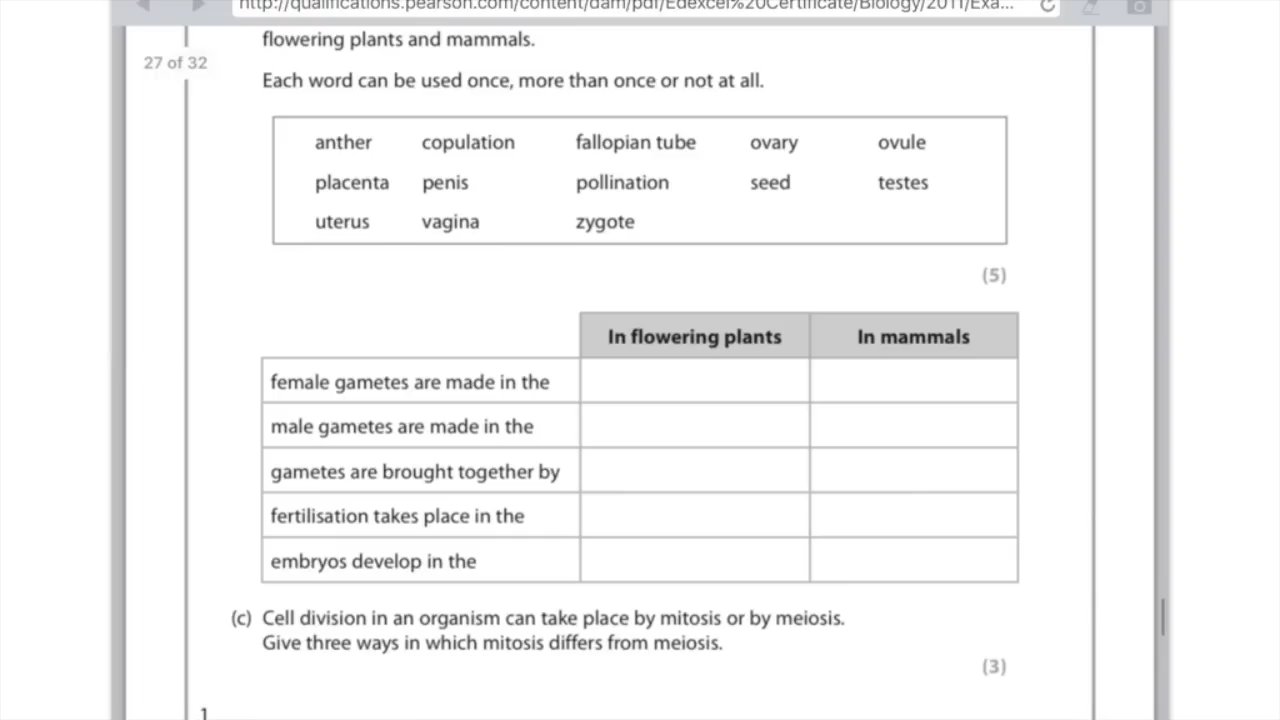 http://qualifications.pearson.com/content/dam/pdf/Edexcel%20Certificate/Biology/2011/Exa...
flowering plants and mammals.
27 of 32
Each word can be used once, more than once or not at all.
anther copulation fallopian tube ovary ovule
placenta penis pollination seed testes
uterus vagina zygote
(5)
In flowering plants In mammals
female gametes are made in the
male gametes are made in the
gametes are brought together by
fertilisation takes place in the
embryos develop in the
(c) Cell division in an organism can take place by mitosis or by meiosis.
Give three ways in which mitosis differs from meiosis.
(3)
1